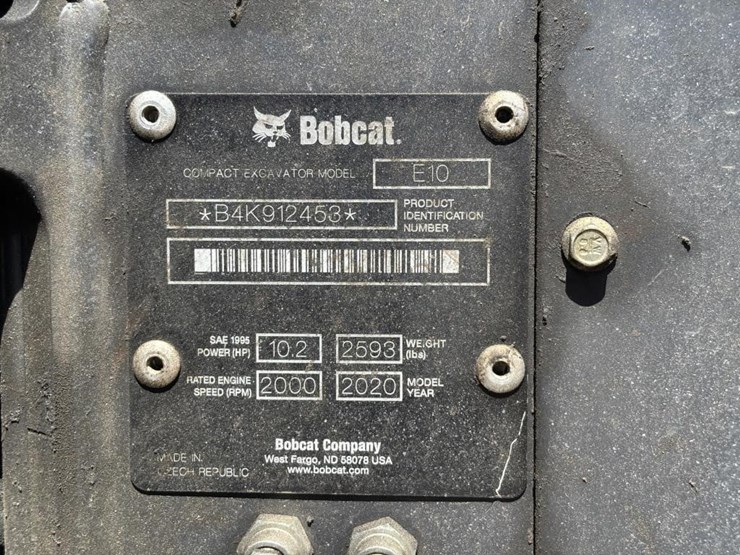 Bobcat.
COMPACT EXCAVATOR MODEL E10
*B4K912453* PRODUCT
IDENTIFICATION
NUMBER
SAE 1995
POWER (HP) 10.2 2593 WEIGHT
(lbs)
RATED ENGINE
SPEED (RPM) 2000 2020 MODEL
YEAR
MADE IN
CZECH REPUBLIC
Bobcat Company
West Fargo, ND 58078 USA
www.bobcat.com